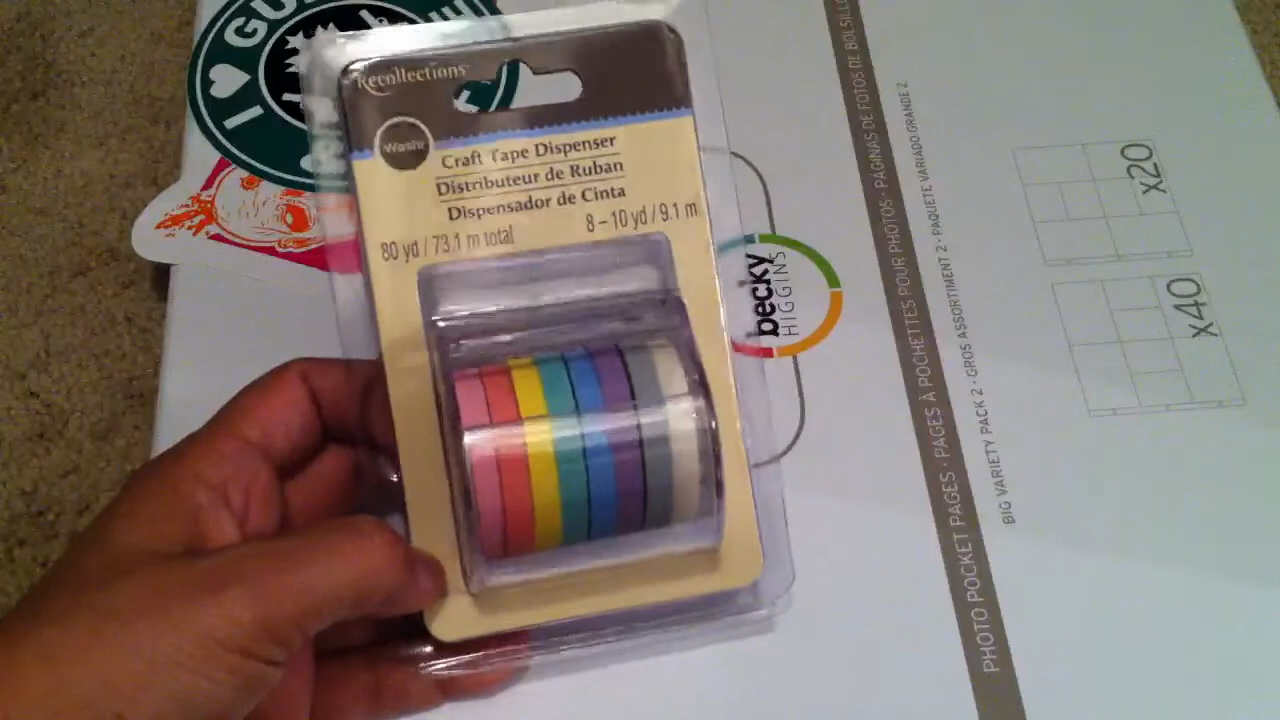 I ♥ GU
Recollections
Washi
Craft Tape Dispenser
Distributeur de Ruban
Dispensador de Cinta
8 – 10 yd / 9.1 m
80 yd / 73.1 m total
becky
HIGGINS
PHOTO POCKET PAGES · PAGES À POCHETTES POUR PHOTOS · PÁGINAS DE FOTOS DE BOLSILLO
BIG VARIETY PACK 2 · GROS ASSORTIMENT 2 · PAQUETE VARIADO GRANDE 2
x20
x40